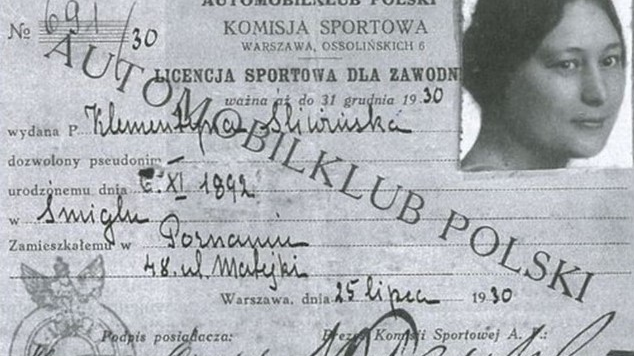 AUTOMOBILKLUB POLSKI
№ 691/30
KOMISJA SPORTOWA
WARSZAWA, OSSOLIŃSKICH 6
LICENCJA SPORTOWA DLA ZAWODN
ważna aż do 31 grudnia 1930
wydana P. Klementyna Śliwińska
dozwolony pseudonim
urodzonemu dnia 6. XI 1892
w Śmiglu
Zamieszkałemu w Poznaniu
48. ul. Matejki
Warszawa, dnia 25 lipca 1930
Podpis posiadacza: Prezes Komisji Sportowej A. P.:
AUTOMOBILKLUB POLSKI